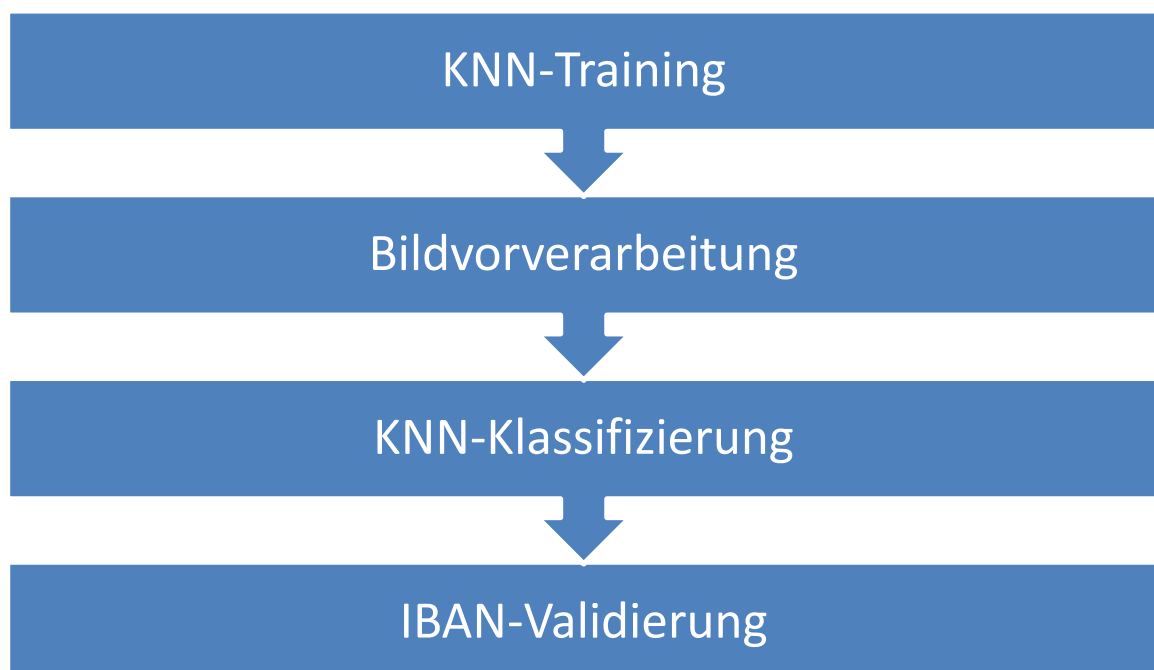 KNN-Training
Bildvorverarbeitung
KNN-Klassifizierung
IBAN-Validierung